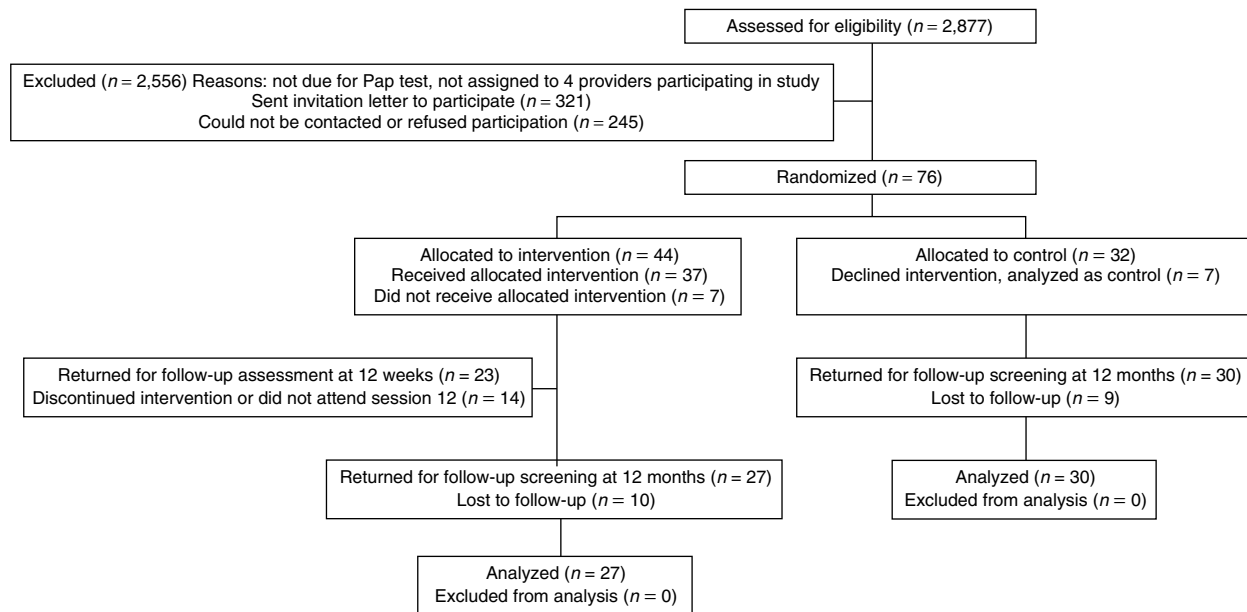 Assessed for eligibility (n = 2,877)
Excluded (n = 2,556) Reasons: not due for Pap test, not assigned to 4 providers participating in study
Sent invitation letter to participate (n = 321)
Could not be contacted or refused participation (n = 245)
Randomized (n = 76)
Allocated to intervention (n = 44)
Received allocated intervention (n = 37)
Did not receive allocated intervention (n = 7)
Allocated to control (n = 32)
Declined intervention, analyzed as control (n = 7)
Returned for follow-up assessment at 12 weeks (n = 23)
Discontinued intervention or did not attend session 12 (n = 14)
Returned for follow-up screening at 12 months (n = 30)
Lost to follow-up (n = 9)
Returned for follow-up screening at 12 months (n = 27)
Lost to follow-up (n = 10)
Analyzed (n = 30)
Excluded from analysis (n = 0)
Analyzed (n = 27)
Excluded from analysis (n = 0)